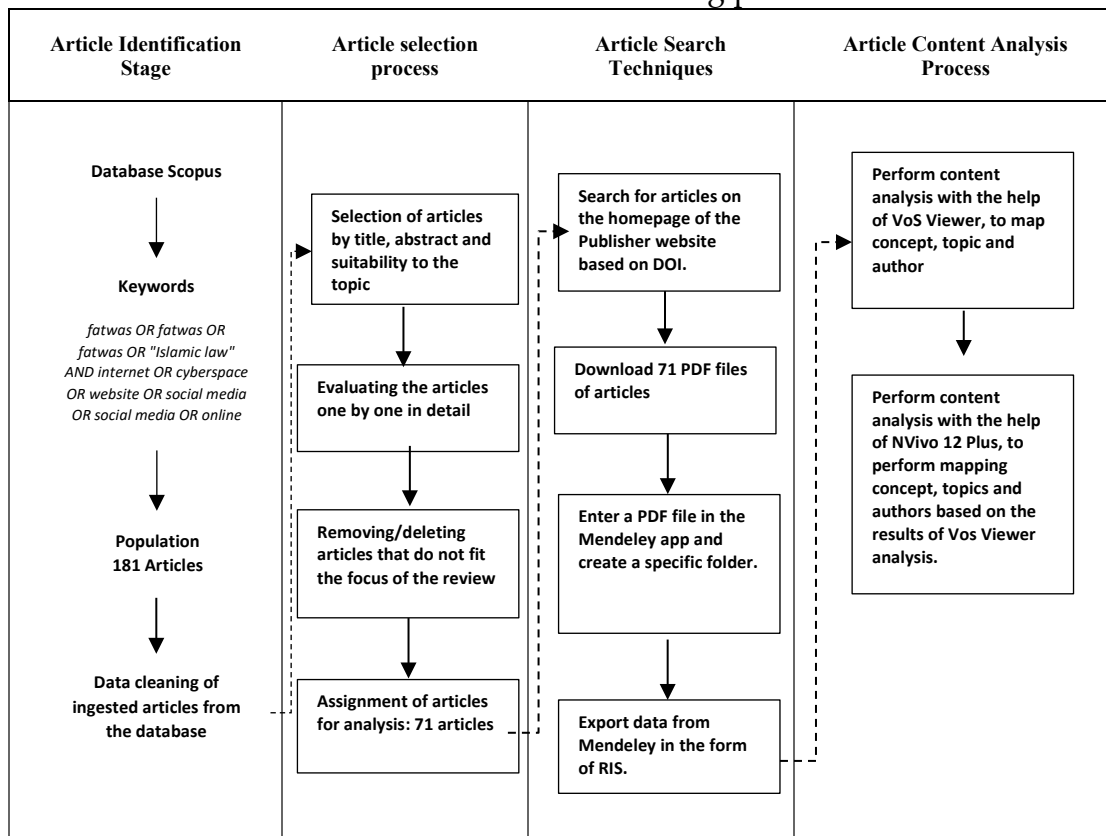 g p
Article Identification
Stage
Article selection
process
Article Search
Techniques
Article Content Analysis
Process
Database Scopus
Keywords
fatwas OR fatwas OR
fatwas OR "Islamic law"
AND internet OR cyberspace
OR website OR social media
OR social media OR online
Population
181 Articles
Data cleaning of
ingested articles from
the database
Selection of articles
by title, abstract and
suitability to the
topic
Evaluating the articles
one by one in detail
Removing/deleting
articles that do not fit
the focus of the review
Assignment of articles
for analysis: 71 articles
Search for articles on
the homepage of the
Publisher website
based on DOI.
Download 71 PDF files
of articles
Enter a PDF file in the
Mendeley app and
create a specific folder.
Export data from
Mendeley in the form
of RIS.
Perform content
analysis with the help
of VoS Viewer, to map
concept, topic and
author
Perform content
analysis with the help
of NVivo 12 Plus, to
perform mapping
concept, topics and
authors based on the
results of Vos Viewer
analysis.